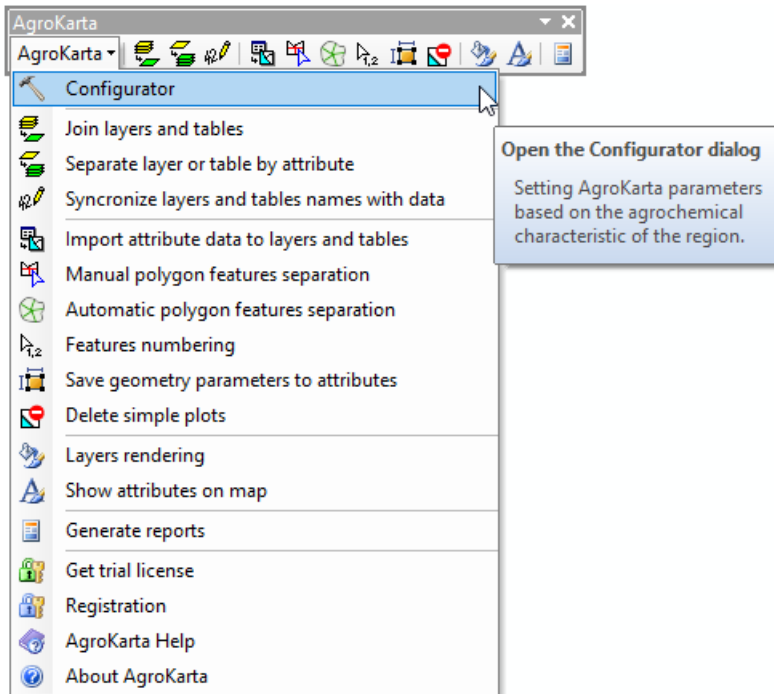 AgroKarta
AgroKarta
Configurator
Join layers and tables
Separate layer or table by attribute
Syncronize layers and tables names with data
Import attribute data to layers and tables
Manual polygon features separation
Automatic polygon features separation
Features numbering
Save geometry parameters to attributes
Delete simple plots
Layers rendering
Show attributes on map
Generate reports
Get trial license
Registration
AgroKarta Help
About AgroKarta
Open the Configurator dialog
Setting AgroKarta parameters
based on the agrochemical
characteristic of the region.